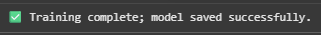 ✅ Training complete; model saved successfully.